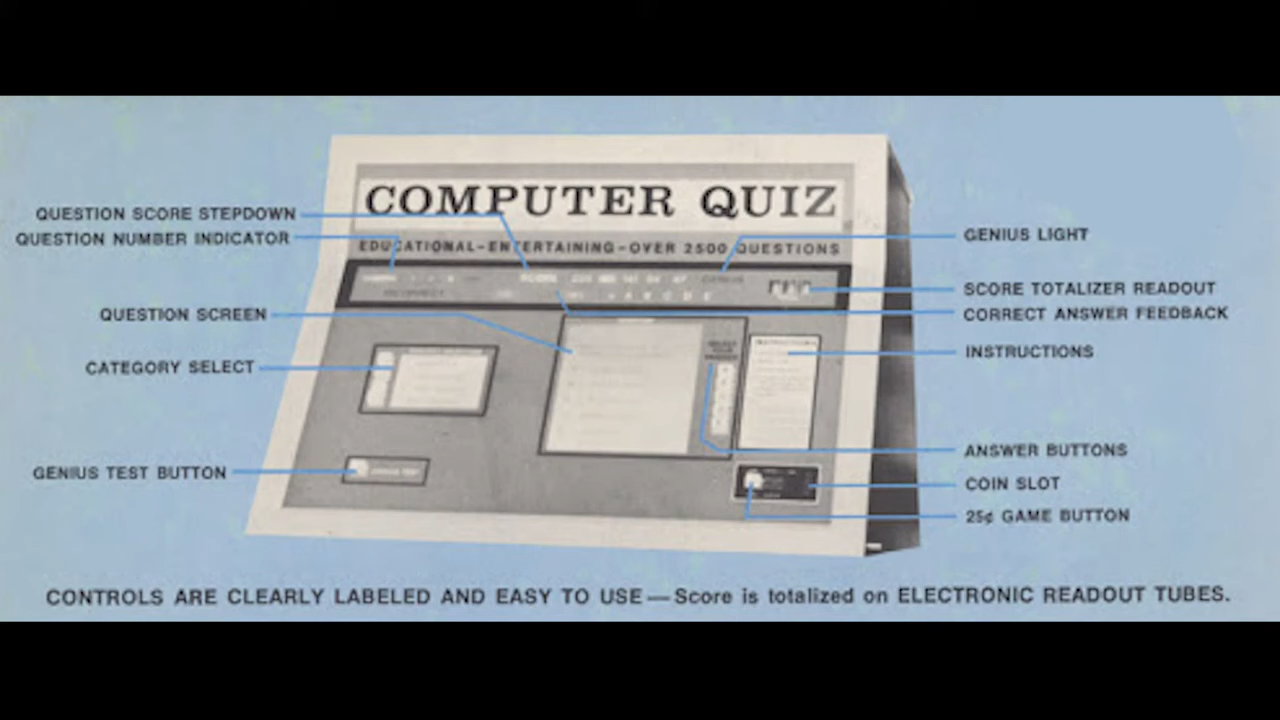 COMPUTER QUIZ
EDUCATIONAL-ENTERTAINING-OVER 2500 QUESTIONS
QUESTION SCORE STEPDOWN
QUESTION NUMBER INDICATOR
QUESTION SCREEN
CATEGORY SELECT
GENIUS TEST BUTTON
GENIUS LIGHT
SCORE TOTALIZER READOUT
CORRECT ANSWER FEEDBACK
INSTRUCTIONS
ANSWER BUTTONS
COIN SLOT
25¢ GAME BUTTON
CONTROLS ARE CLEARLY LABELED AND EASY TO USE—Score is totalized on ELECTRONIC READOUT TUBES.